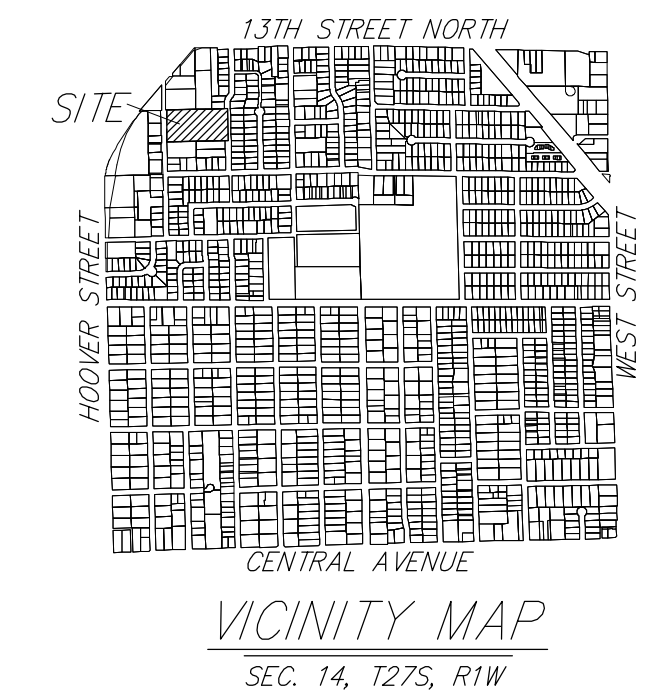 13TH STREET NORTH
SITE
HOOVER STREET
WEST STREET
CENTRAL AVENUE
VICINITY MAP
SEC. 14, T27S, R1W